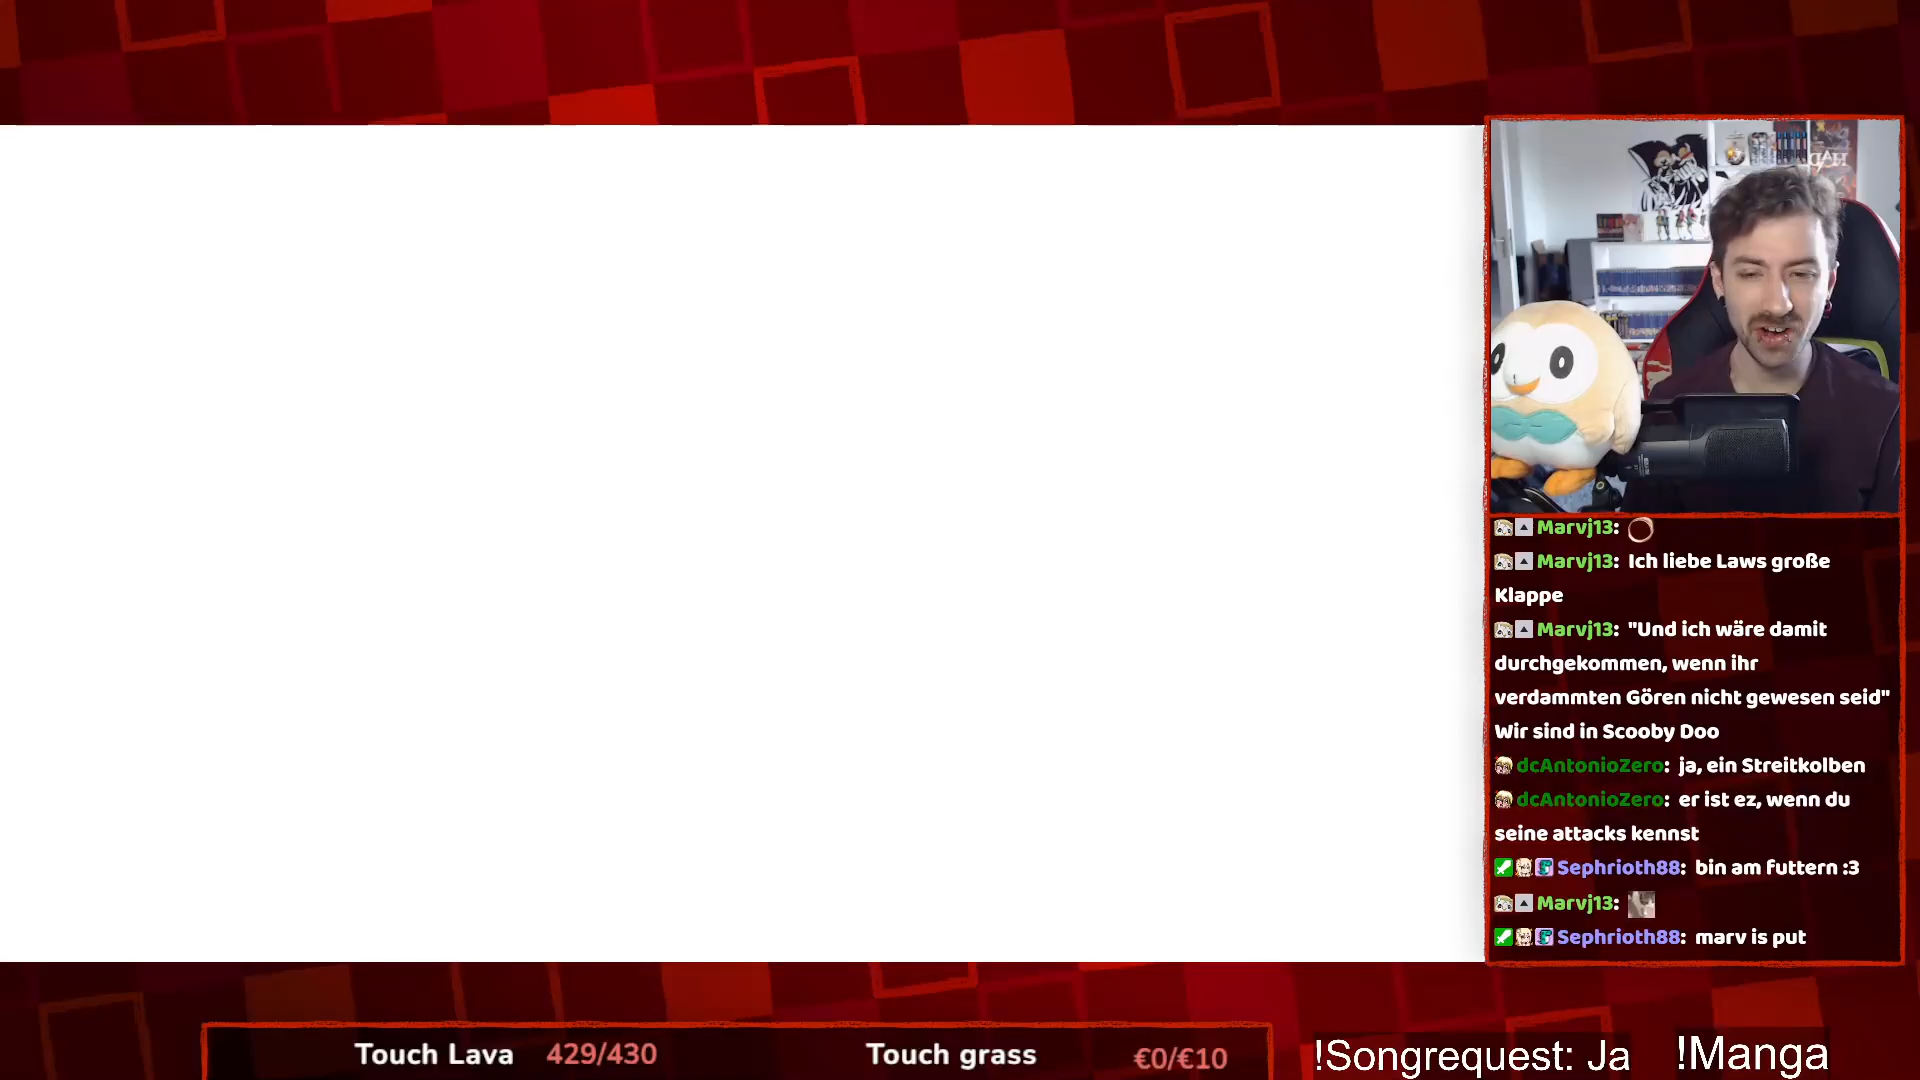 Marvj13:
Marvj13: Ich liebe Laws große
Klappe
Marvj13: "Und ich wäre damit
durchgekommen, wenn ihr
verdammten Gören nicht gewesen seid"
Wir sind in Scooby Doo
dcAntonioZero: ja, ein Streitkolben
dcAntonioZero: er ist ez, wenn du
seine attacks kennst
Sephrioth88: bin am futtern :3
Marvj13:
Sephrioth88: marv is put
Touch Lava 429/430 Touch grass €0/€10 !Songrequest: Ja !Manga